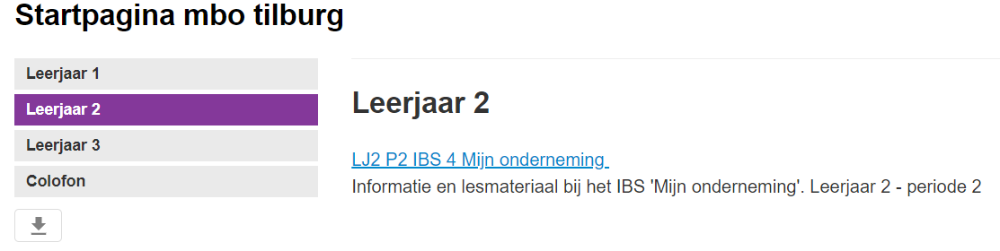 Startpagina mbo tilburg
Leerjaar 1
Leerjaar 2
Leerjaar 3
Colofon
Leerjaar 2
LJ2 P2 IBS 4 Mijn onderneming
Informatie en lesmateriaal bij het IBS 'Mijn onderneming'. Leerjaar 2 - periode 2